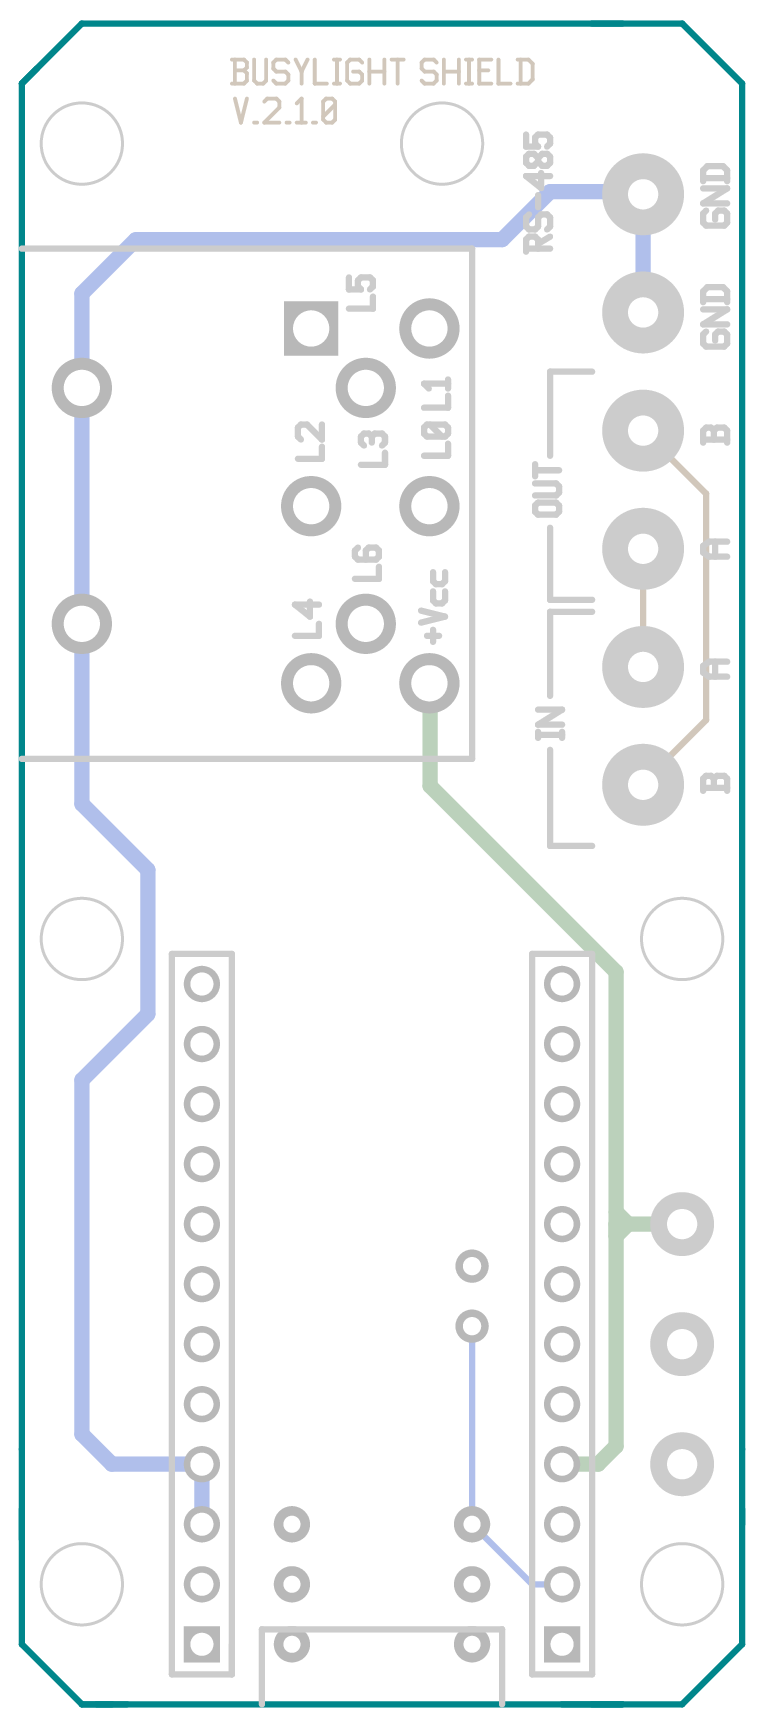 BUSYLIGHT SHIELD
V.2.1.0
RS-485
GND
GND
L5
L1
L2
L3
L0
B
OUT
A
L6
L4
+Vcc
A
IN
B